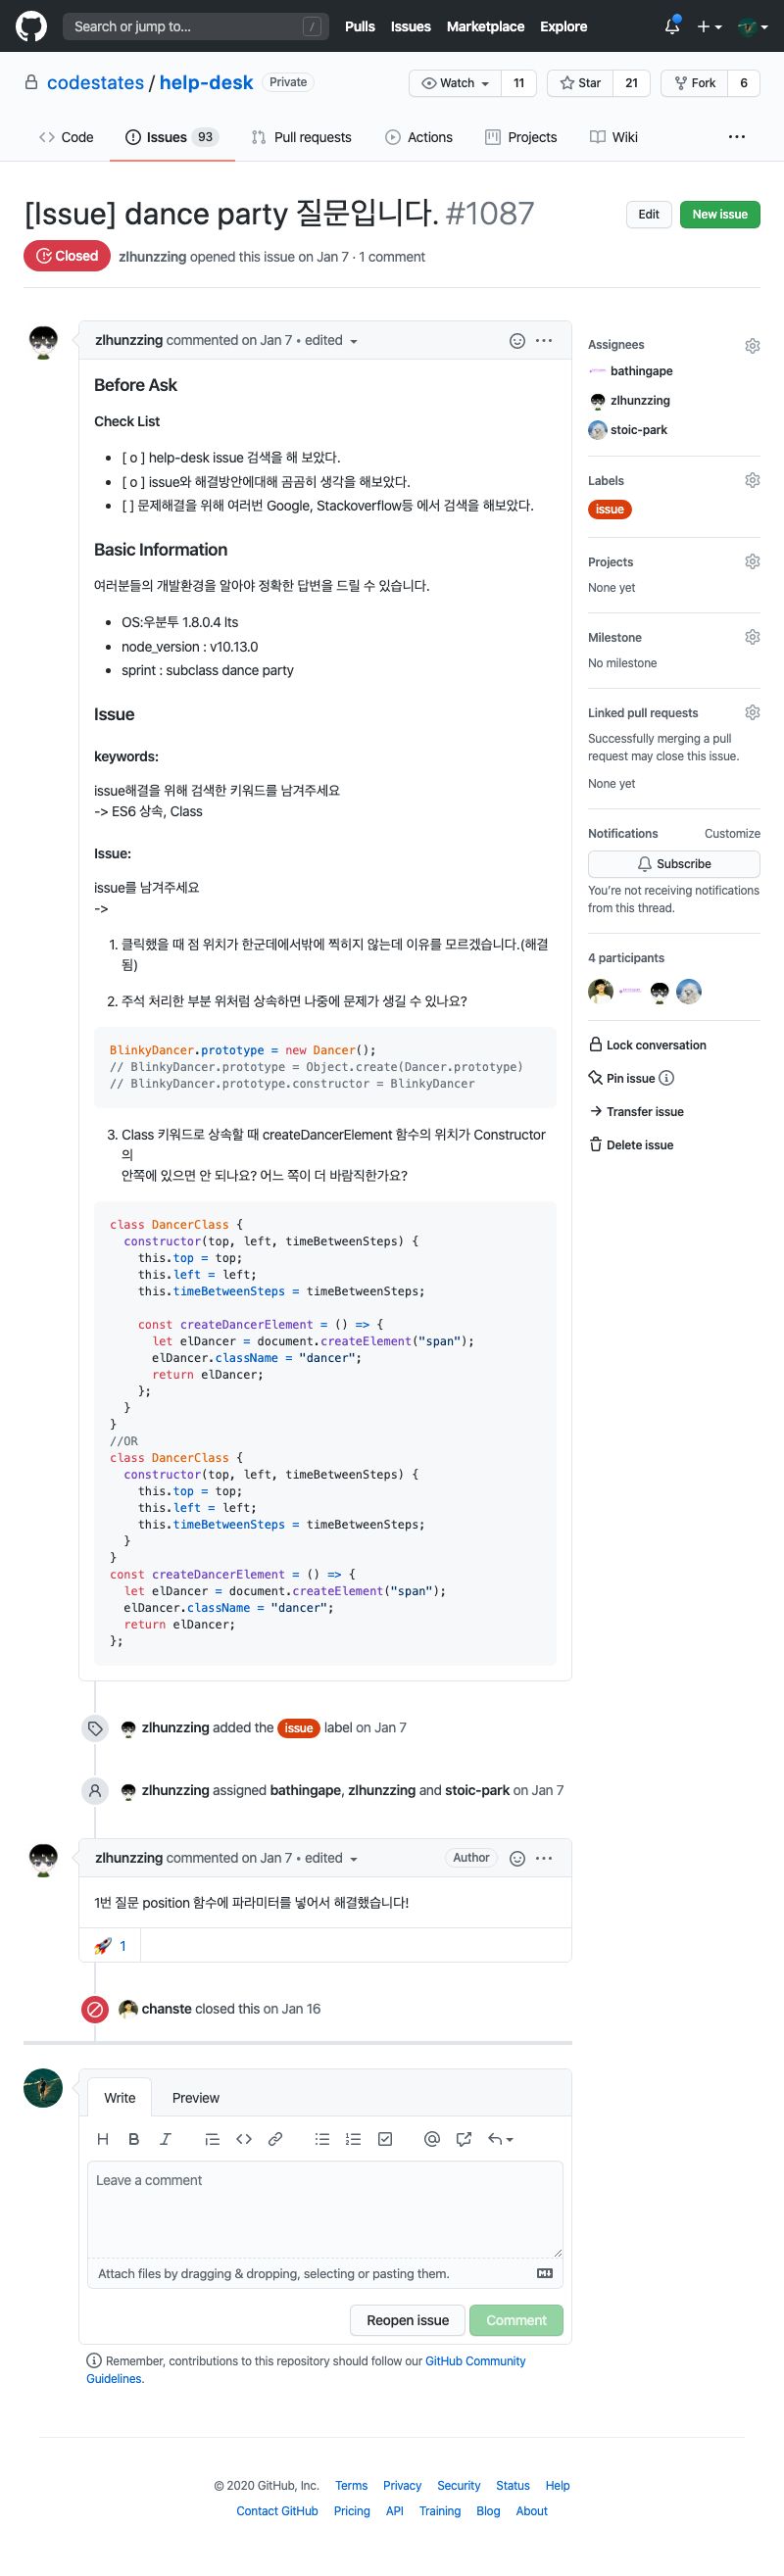 Search or jump to... /
Pulls Issues Marketplace Explore
codestates / help-desk Private
Watch 11 Star 21 Fork 6
Code Issues 93 Pull requests Actions Projects Wiki ...
[Issue] dance party 질문입니다. #1087
Edit New issue
Closed zlhunzzing opened this issue on Jan 7 · 1 comment
zlhunzzing commented on Jan 7 • edited
Before Ask
Check List
• [ o ] help-desk issue 검색을 해 보았다.
• [ o ] issue와 해결방안에대해 곰곰히 생각을 해보았다.
• [ ] 문제해결을 위해 여러번 Google, Stackoverflow등 에서 검색을 해보았다.
Basic Information
여러분들의 개발환경을 알아야 정확한 답변을 드릴 수 있습니다.
• OS:우분투 1.8.0.4 lts
• node_version : v10.13.0
• sprint : subclass dance party
Issue
keywords:
issue해결을 위해 검색한 키워드를 남겨주세요
-> ES6 상속, Class
Issue:
issue를 남겨주세요
->
1. 클릭했을 때 점 위치가 한군데에서밖에 찍히지 않는데 이유를 모르겠습니다.(해결
됨)
2. 주석 처리한 부분 위처럼 상속하면 나중에 문제가 생길 수 있나요?
BlinkyDancer.prototype = new Dancer();
// BlinkyDancer.prototype = Object.create(Dancer.prototype)
// BlinkyDancer.prototype.constructor = BlinkyDancer
3. Class 키워드로 상속할 때 createDancerElement 함수의 위치가 Constructor
의
안쪽에 있으면 안 되나요? 어느 쪽이 더 바람직한가요?
class DancerClass {
  constructor(top, left, timeBetweenSteps) {
    this.top = top;
    this.left = left;
    this.timeBetweenSteps = timeBetweenSteps;
    const createDancerElement = () => {
      let elDancer = document.createElement("span");
      elDancer.className = "dancer";
      return elDancer;
    };
  }
}
//OR
class DancerClass {
  constructor(top, left, timeBetweenSteps) {
    this.top = top;
    this.left = left;
    this.timeBetweenSteps = timeBetweenSteps;
  }
}
const createDancerElement = () => {
  let elDancer = document.createElement("span");
  elDancer.className = "dancer";
  return elDancer;
};
zlhunzzing added the issue label on Jan 7
zlhunzzing assigned bathingape, zlhunzzing and stoic-park on Jan 7
zlhunzzing commented on Jan 7 • edited Author
1번 질문 position 함수에 파라미터를 넣어서 해결했습니다!
🚀 1
chanste closed this on Jan 16
Write Preview
Leave a comment
Attach files by dragging & dropping, selecting or pasting them.
Reopen issue Comment
Remember, contributions to this repository should follow our GitHub Community
Guidelines.
Assignees
bathingape
zlhunzzing
stoic-park
Labels
issue
Projects
None yet
Milestone
No milestone
Linked pull requests
Successfully merging a pull
request may close this issue.
None yet
Notifications Customize
Subscribe
You're not receiving notifications
from this thread.
4 participants
Lock conversation
Pin issue
Transfer issue
Delete issue
© 2020 GitHub, Inc. Terms Privacy Security Status Help
Contact GitHub Pricing API Training Blog About